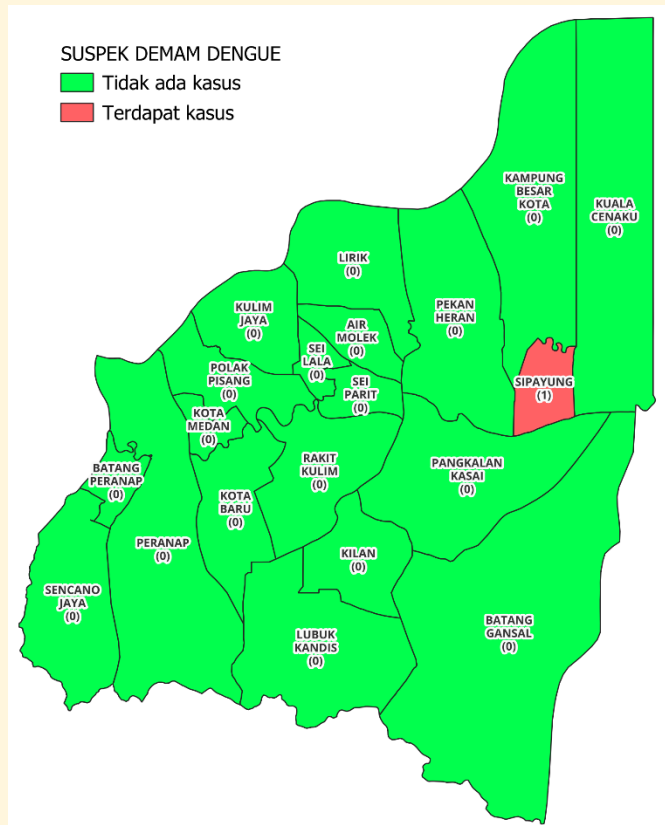 SUSPEK DEMAM DENGUE
Tidak ada kasus
Terdapat kasus
KAMPUNG
BESAR
KOTA
(0)
KUALA
CENAKU
(0)
LIRIK
(0)
PEKAN
HERAN
(0)
KULIM
JAYA
(0)
AIR
MOLEK
(0)
SEI
LALA
(0)
POLAK
PISANG
(0)
SEI
PARIT
(0)
SIPAYUNG
(1)
KOTA
MEDAN
(0)
BATANG
PERANAP
(0)
RAKIT
KULIM
(0)
PANGKALAN
KASAI
(0)
KOTA
BARU
(0)
PERANAP
(0)
KILAN
(0)
SENCANO
JAYA
(0)
LUBUK
KANDIS
(0)
BATANG
GANSAL
(0)